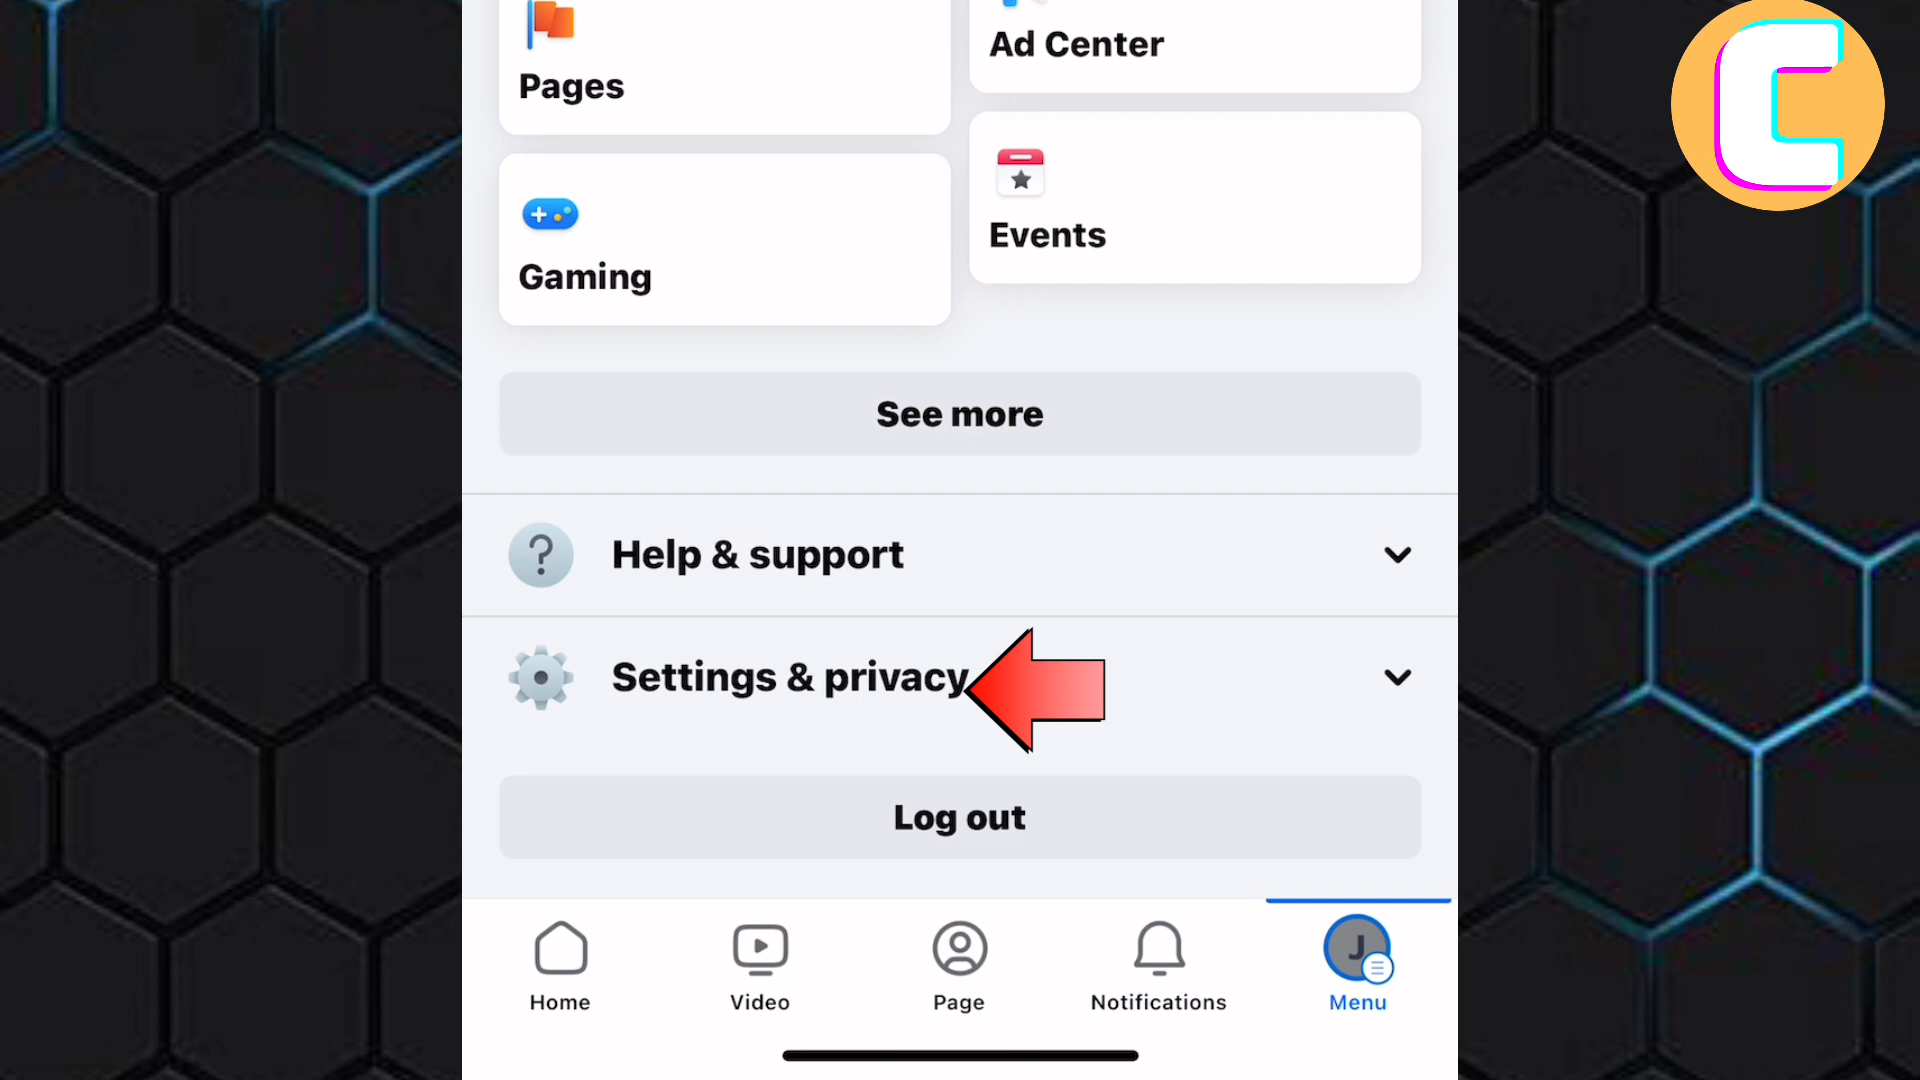 Pages
Ad Center
Gaming
Events
See more
Help & support
Settings & privacy
Log out
Home
Video
Page
Notifications
J
Menu
C